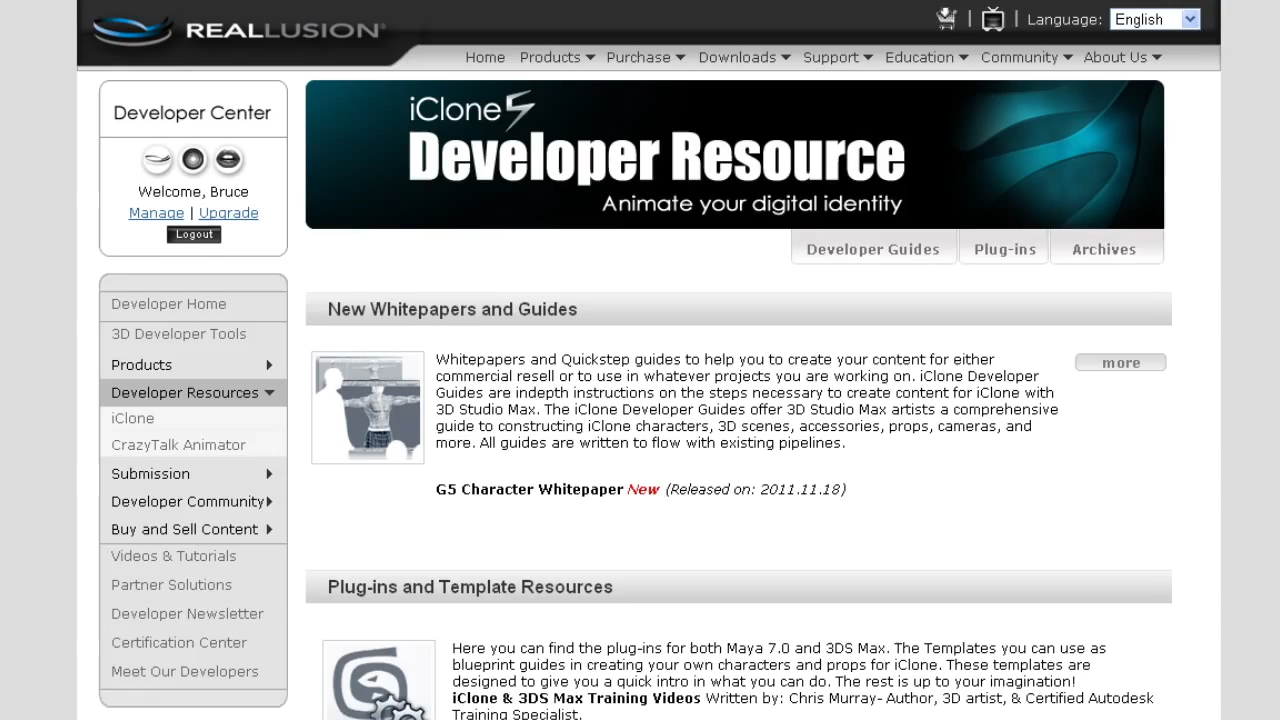 REALLUSION®
Language: English
Home Products Purchase Downloads Support Education Community About Us
Developer Center
Welcome, Bruce
Manage | Upgrade
Logout
iClone5
Developer Resource
Animate your digital identity
Developer Guides Plug-ins Archives
Developer Home
3D Developer Tools
Products
Developer Resources
iClone
CrazyTalk Animator
Submission
Developer Community
Buy and Sell Content
Videos & Tutorials
Partner Solutions
Developer Newsletter
Certification Center
Meet Our Developers
New Whitepapers and Guides
Whitepapers and Quickstep guides to help you to create your content for either
commercial resell or to use in whatever projects you are working on. iClone Developer
Guides are indepth instructions on the steps necessary to create content for iClone with
3D Studio Max. The iClone Developer Guides offer 3D Studio Max artists a comprehensive
guide to constructing iClone characters, 3D scenes, accessories, props, cameras, and
more. All guides are written to flow with existing pipelines.
more
G5 Character Whitepaper New (Released on: 2011.11.18)
Plug-ins and Template Resources
Here you can find the plug-ins for both Maya 7.0 and 3DS Max. The Templates you can use as
blueprint guides in creating your own characters and props for iClone. These templates are
designed to give you a quick intro in what you can do. The rest is up to your imagination!
iClone & 3DS Max Training Videos Written by: Chris Murray- Author, 3D artist, & Certified Autodesk
Training Specialist.